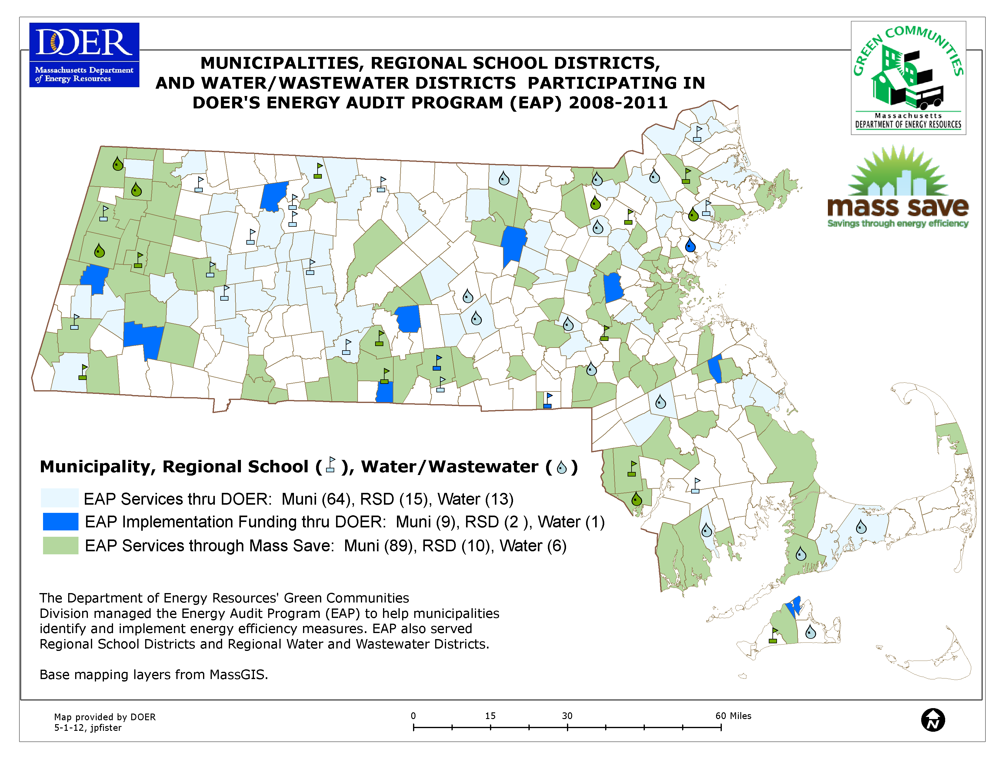 DOER
Massachusetts Department
of Energy Resources
MUNICIPALITIES, REGIONAL SCHOOL DISTRICTS,
AND WATER/WASTEWATER DISTRICTS PARTICIPATING IN
DOER'S ENERGY AUDIT PROGRAM (EAP) 2008-2011
GREEN COMMUNITIES
Massachusetts
DEPARTMENT OF ENERGY RESOURCES
mass save
Savings through energy efficiency
Municipality, Regional School ( ), Water/Wastewater ( )
EAP Services thru DOER: Muni (64), RSD (15), Water (13)
EAP Implementation Funding thru DOER: Muni (9), RSD (2 ), Water (1)
EAP Services through Mass Save: Muni (89), RSD (10), Water (6)
The Department of Energy Resources' Green Communities
Division managed the Energy Audit Program (EAP) to help municipalities
identify and implement energy efficiency measures. EAP also served
Regional School Districts and Regional Water and Wastewater Districts.
Base mapping layers from MassGIS.
Map provided by DOER
5-1-12, jpfister
0 15 30 60 Miles
N